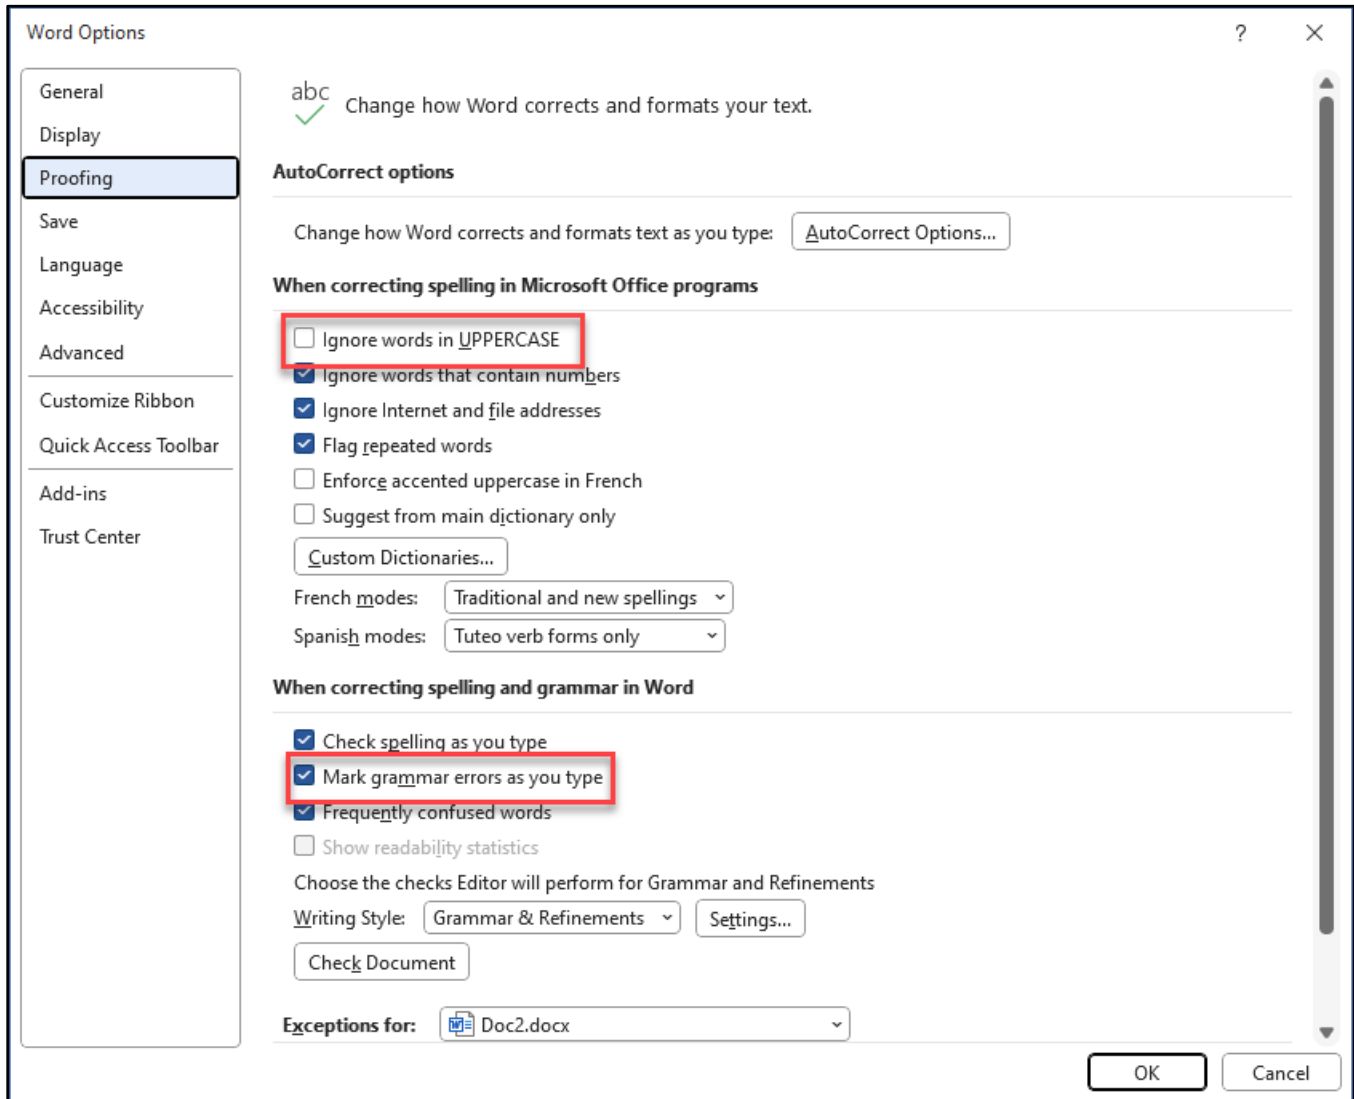 Word Options
?
General
Display
Proofing
Save
Language
Accessibility
Advanced
Customize Ribbon
Quick Access Toolbar
Add-ins
Trust Center
abc
Change how Word corrects and formats your text.
AutoCorrect options
Change how Word corrects and formats text as you type: AutoCorrect Options...
When correcting spelling in Microsoft Office programs
Ignore words in UPPERCASE
Ignore words that contain numbers
Ignore Internet and file addresses
Flag repeated words
Enforce accented uppercase in French
Suggest from main dictionary only
Custom Dictionaries...
French modes: Traditional and new spellings
Spanish modes: Tuteo verb forms only
When correcting spelling and grammar in Word
Check spelling as you type
Mark grammar errors as you type
Frequently confused words
Show readability statistics
Choose the checks Editor will perform for Grammar and Refinements
Writing Style: Grammar & Refinements Settings...
Check Document
Exceptions for: Doc2.docx
OK Cancel